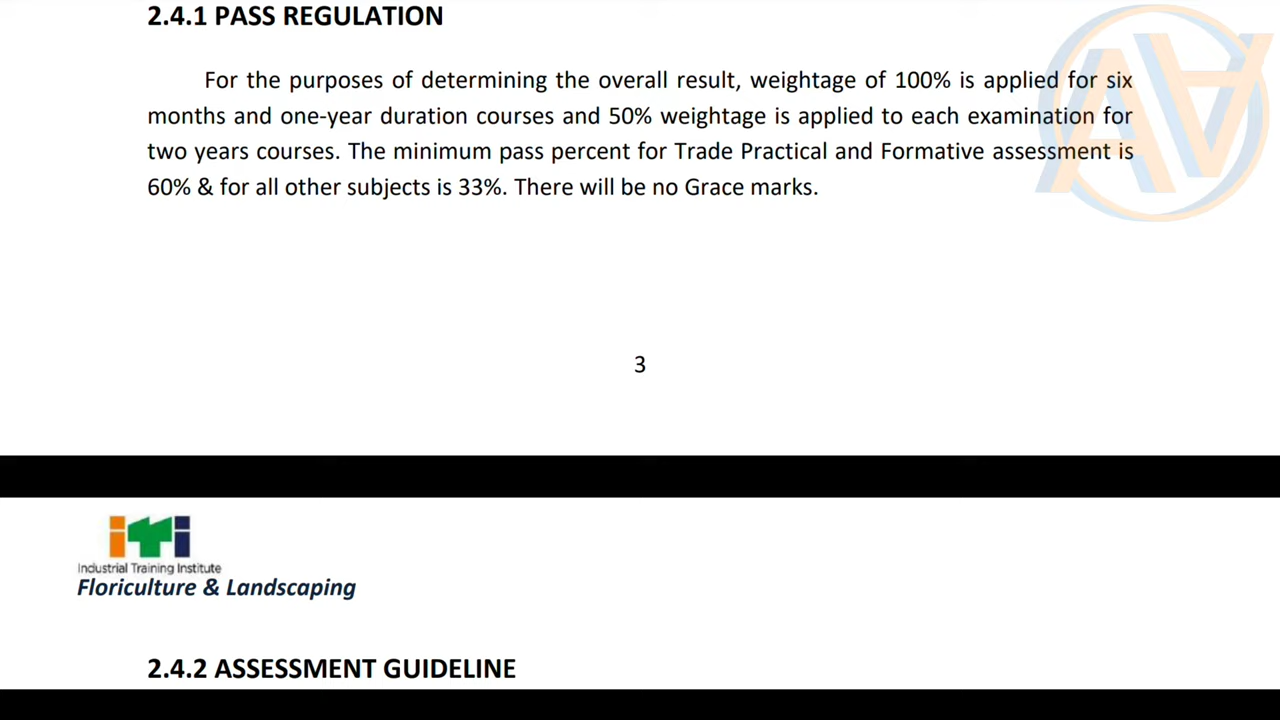 2.4.1 PASS REGULATION
For the purposes of determining the overall result, weightage of 100% is applied for six
months and one-year duration courses and 50% weightage is applied to each examination for
two years courses. The minimum pass percent for Trade Practical and Formative assessment is
60% & for all other subjects is 33%. There will be no Grace marks.
3
iTi
Industrial Training Institute
Floriculture & Landscaping
2.4.2 ASSESSMENT GUIDELINE